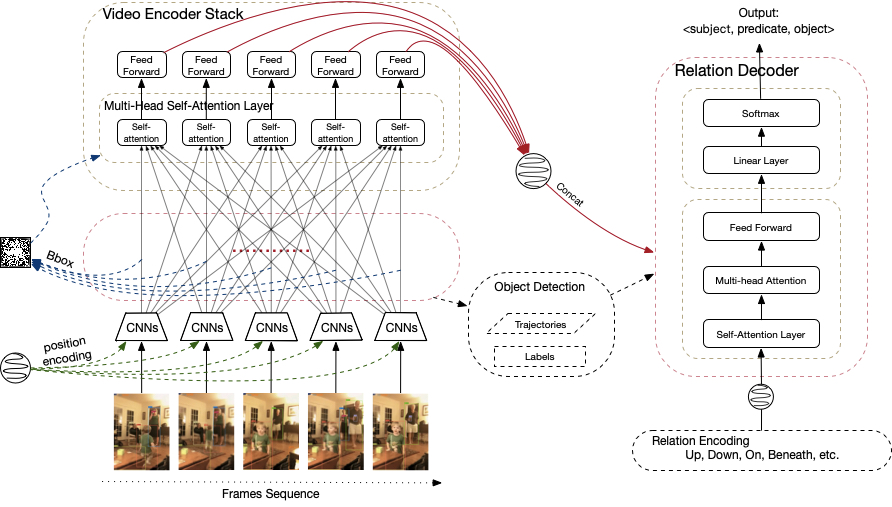 Video Encoder Stack
Feed
Forward
Feed
Forward
Feed
Forward
Feed
Forward
Feed
Forward
Multi-Head Self-Attention Layer
Self-
attention
Self-
attention
Self-
attention
Self-
attention
Self-
attention
Concat
Bbox
CNNs
CNNs
CNNs
CNNs
CNNs
position
encoding
Frames Sequence
Object Detection
Trajectories
Labels
Output:
<subject, predicate, object>
Relation Decoder
Softmax
Linear Layer
Feed Forward
Multi-head Attention
Self-Attention Layer
Relation Encoding
Up, Down, On, Beneath, etc.